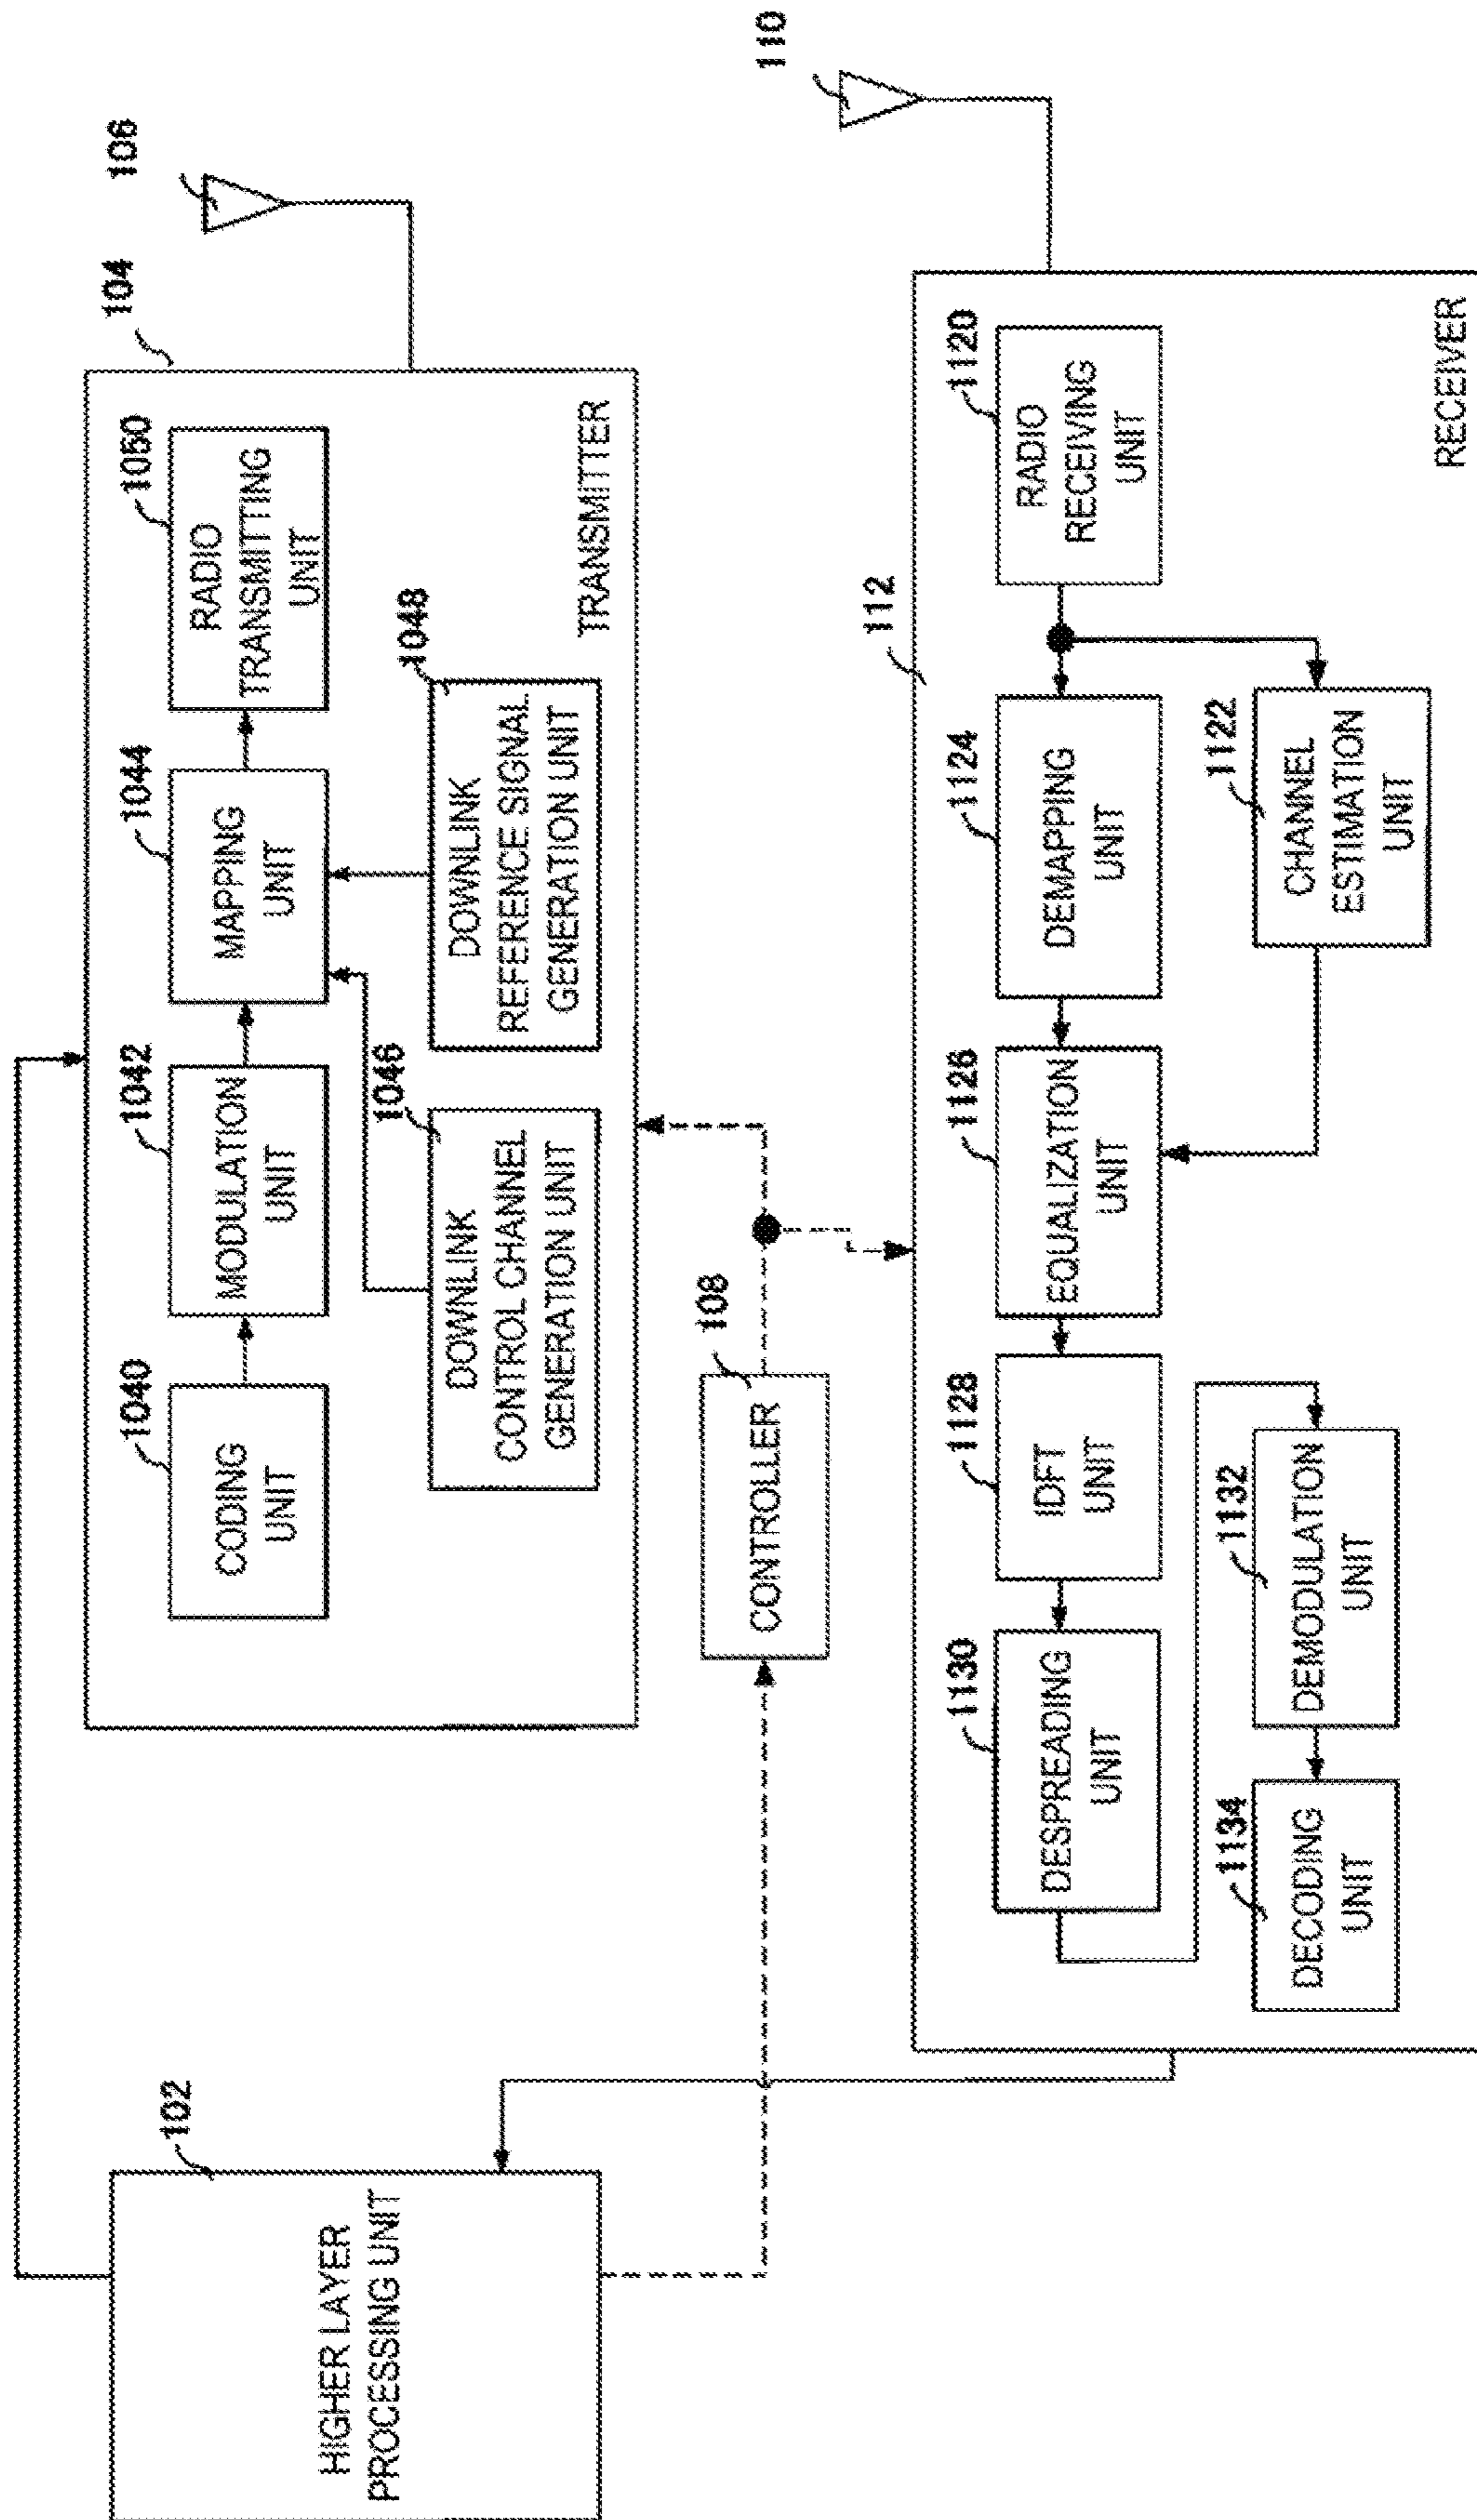 102
HIGHER LAYER
PROCESSING UNIT
104
106
TRANSMITTER
1040
CODING
UNIT
1042
MODULATION
UNIT
1044
MAPPING
UNIT
1050
RADIO
TRANSMITTING
UNIT
1046
DOWNLINK
CONTROL CHANNEL
GENERATION UNIT
1048
DOWNLINK
REFERENCE SIGNAL
GENERATION UNIT
108
CONTROLLER
110
112
1130
DESPREADING
UNIT
1128
IDFT
UNIT
1126
EQUALIZATION
UNIT
1124
DEMAPPING
UNIT
1120
RADIO
RECEIVING
UNIT
1134
DECODING
UNIT
1132
DEMODULATION
UNIT
1122
CHANNEL
ESTIMATION
UNIT
RECEIVER